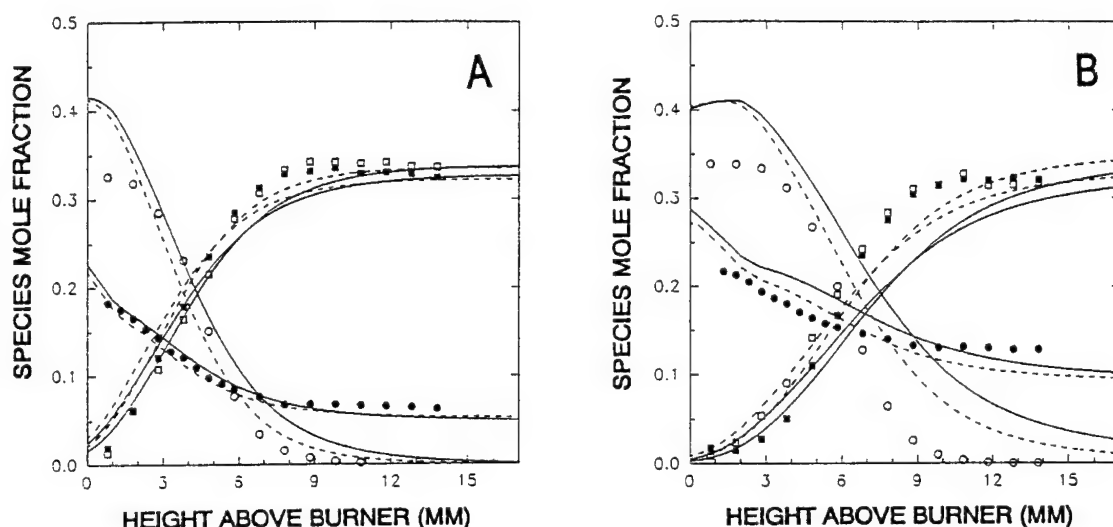 A
SPECIES MOLE FRACTION
0.5
0.4
0.3
0.2
0.1
0.0
0 3 6 9 12 15
HEIGHT ABOVE BURNER (MM)
B
SPECIES MOLE FRACTION
0.5
0.4
0.3
0.2
0.1
0.0
0 3 6 9 12 15
HEIGHT ABOVE BURNER (MM)